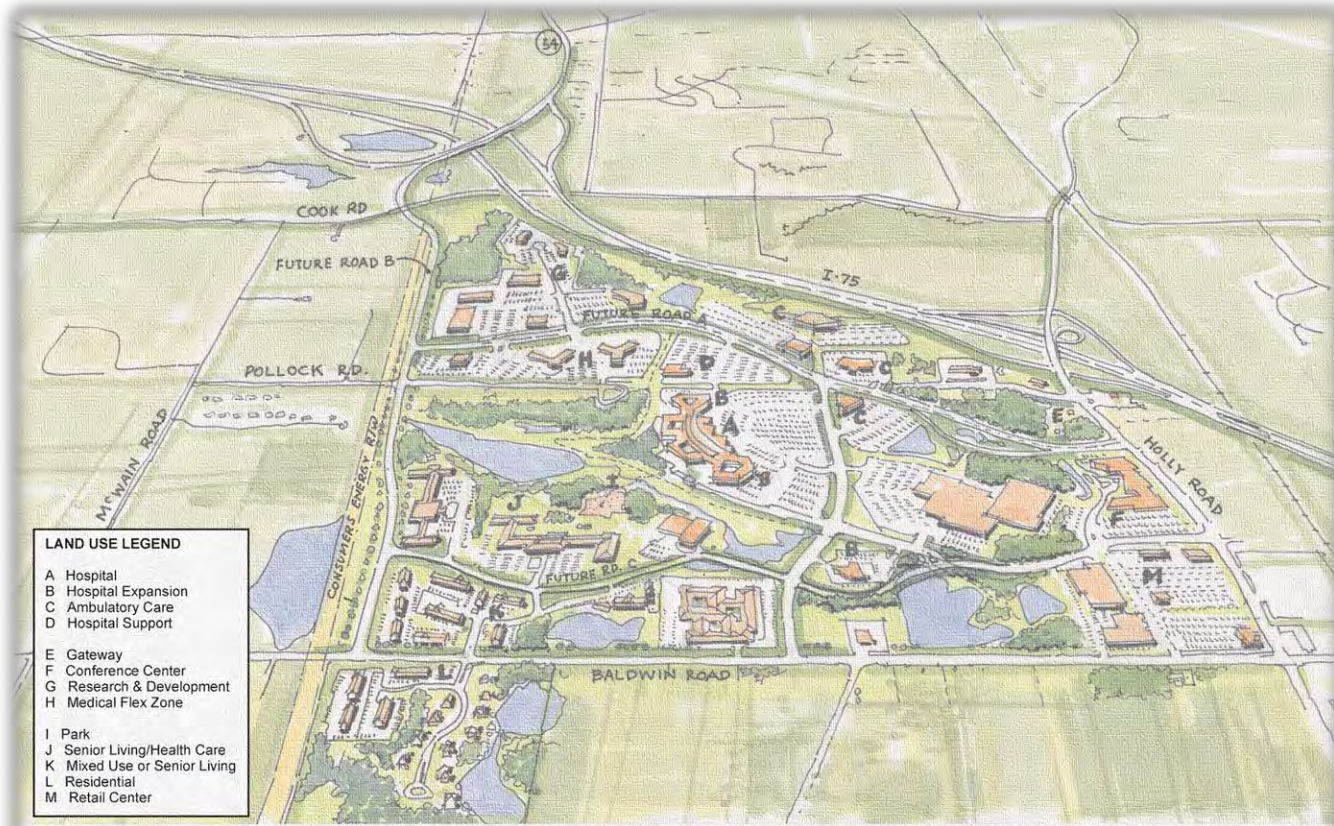 54
COOK RD
FUTURE ROAD B
G
I-75
C
FUTURE ROAD A
H
D
C
POLLOCK RD.
B
A
C
E
McWAIN ROAD
CONSUMERS ENERGY R/W
HOLLY ROAD
B
J
I
F
FUTURE RD. C
B
M
K
BALDWIN ROAD
L
LAND USE LEGEND
A Hospital
B Hospital Expansion
C Ambulatory Care
D Hospital Support
E Gateway
F Conference Center
G Research & Development
H Medical Flex Zone
I Park
J Senior Living/Health Care
K Mixed Use or Senior Living
L Residential
M Retail Center